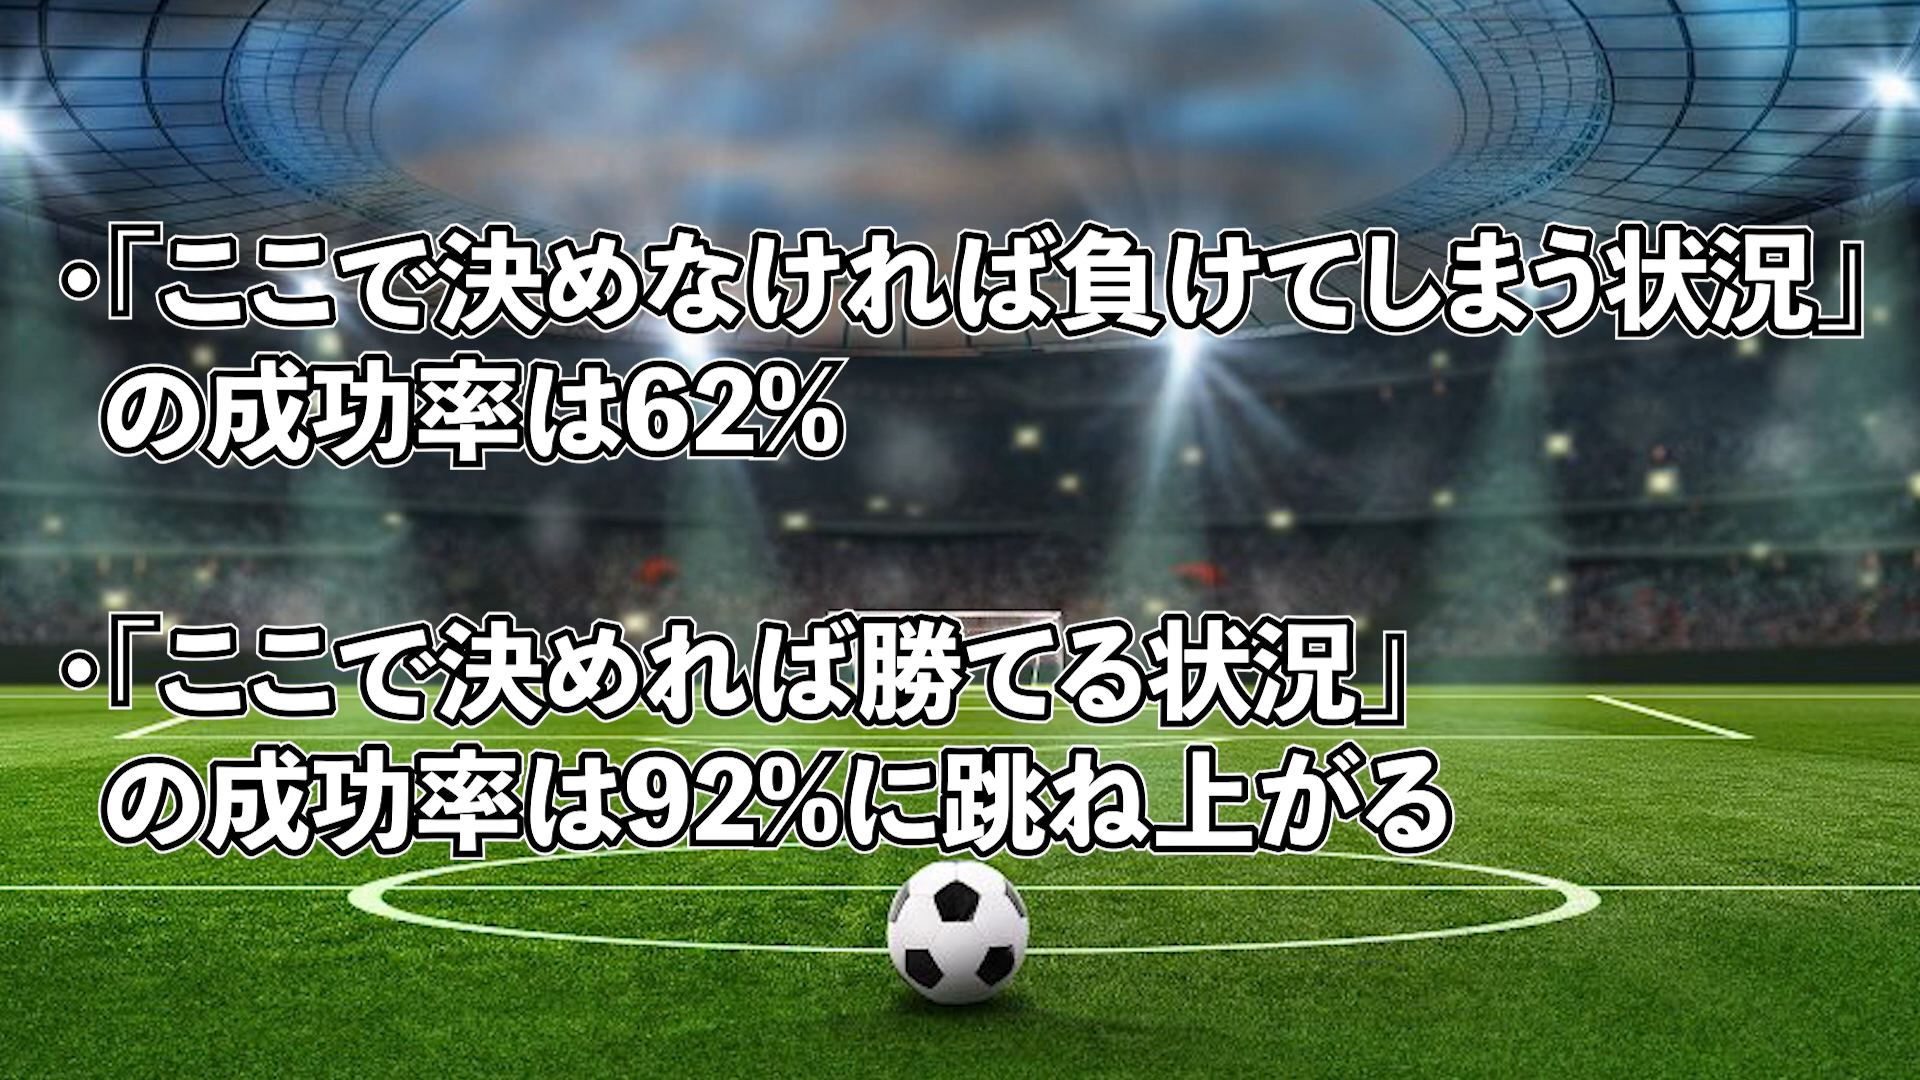 ・『ここで決めなければ負けてしまう状況』
の成功率は62%
・『ここで決めれば勝てる状況』
の成功率は92%に跳ね上がる